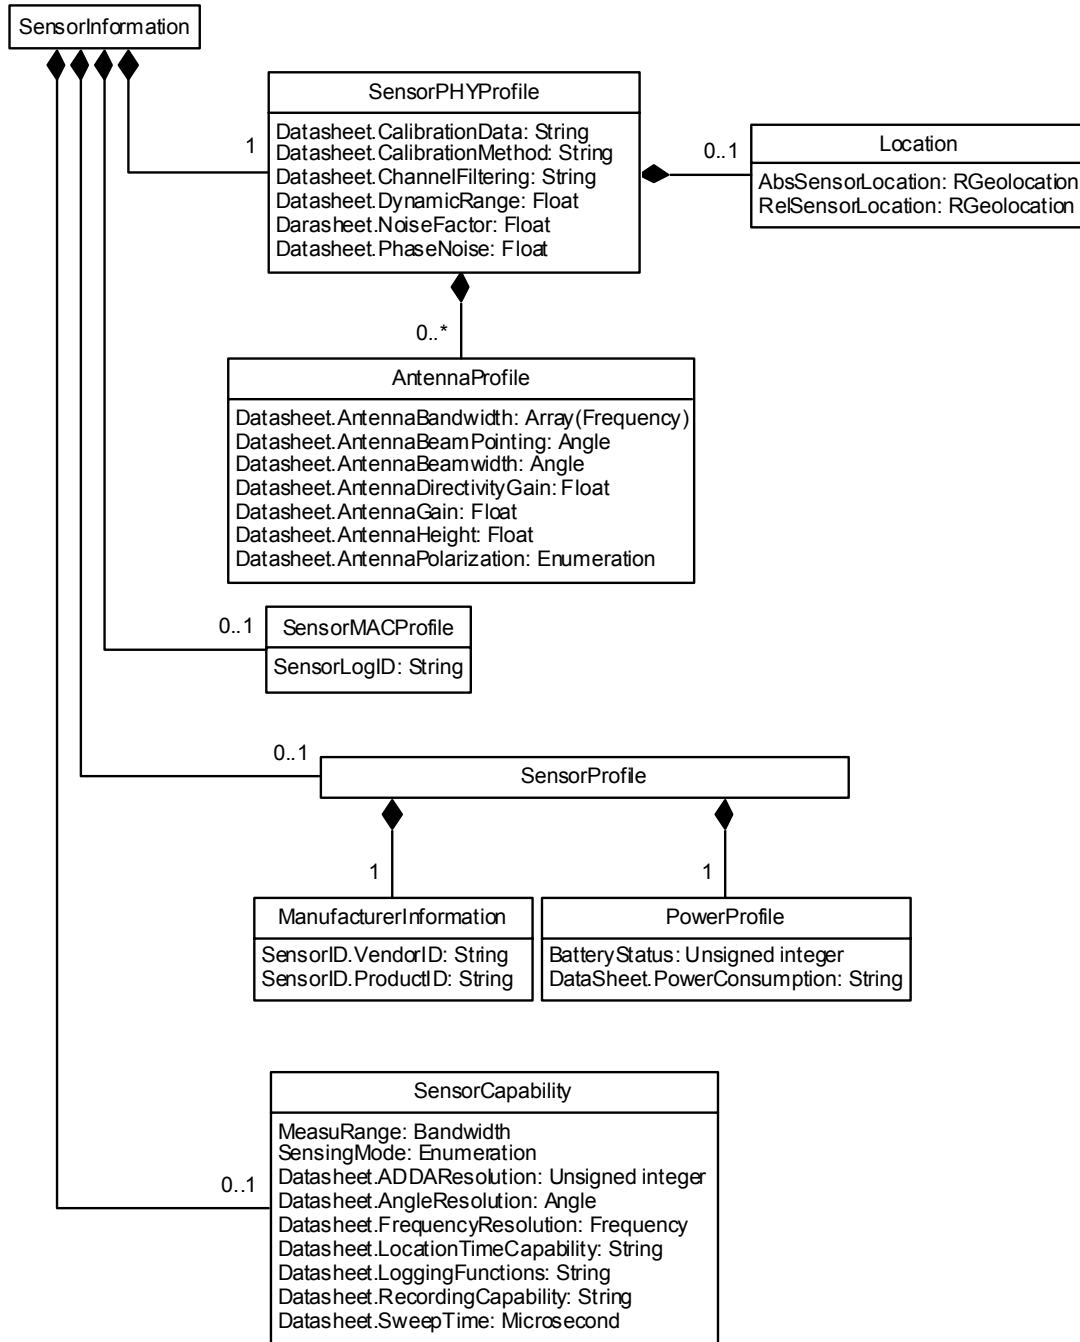 SensorInformation
SensorPHYProfile
Datasheet.CalibrationData: String
Datasheet.CalibrationMethod: String
Datasheet.ChannelFiltering: String
Datasheet.DynamicRange: Float
Darasheet.NoiseFactor: Float
Datasheet.PhaseNoise: Float
1
0..1
Location
AbsSensorLocation: RGeolocation
RelSensorLocation: RGeolocation
0..*
AntennaProfile
Datasheet.AntennaBandwidth: Array(Frequency)
Datasheet.AntennaBeamPointing: Angle
Datasheet.AntennaBeamwidth: Angle
Datasheet.AntennaDirectivityGain: Float
Datasheet.AntennaGain: Float
Datasheet.AntennaHeight: Float
Datasheet.AntennaPolarization: Enumeration
0..1
SensorMACProfile
SensorLogID: String
0..1
SensorProfile
1
1
ManufacturerInformation
SensorID.VendorID: String
SensorID.ProductID: String
PowerProfile
BatteryStatus: Unsigned integer
DataSheet.PowerConsumption: String
0..1
SensorCapability
MeasuRange: Bandwidth
SensingMode: Enumeration
Datasheet.ADDAResolution: Unsigned integer
Datasheet.AngleResolution: Angle
Datasheet.FrequencyResolution: Frequency
Datasheet.LocationTimeCapability: String
Datasheet.LoggingFunctions: String
Datasheet.RecordingCapability: String
Datasheet.SweepTime: Microsecond